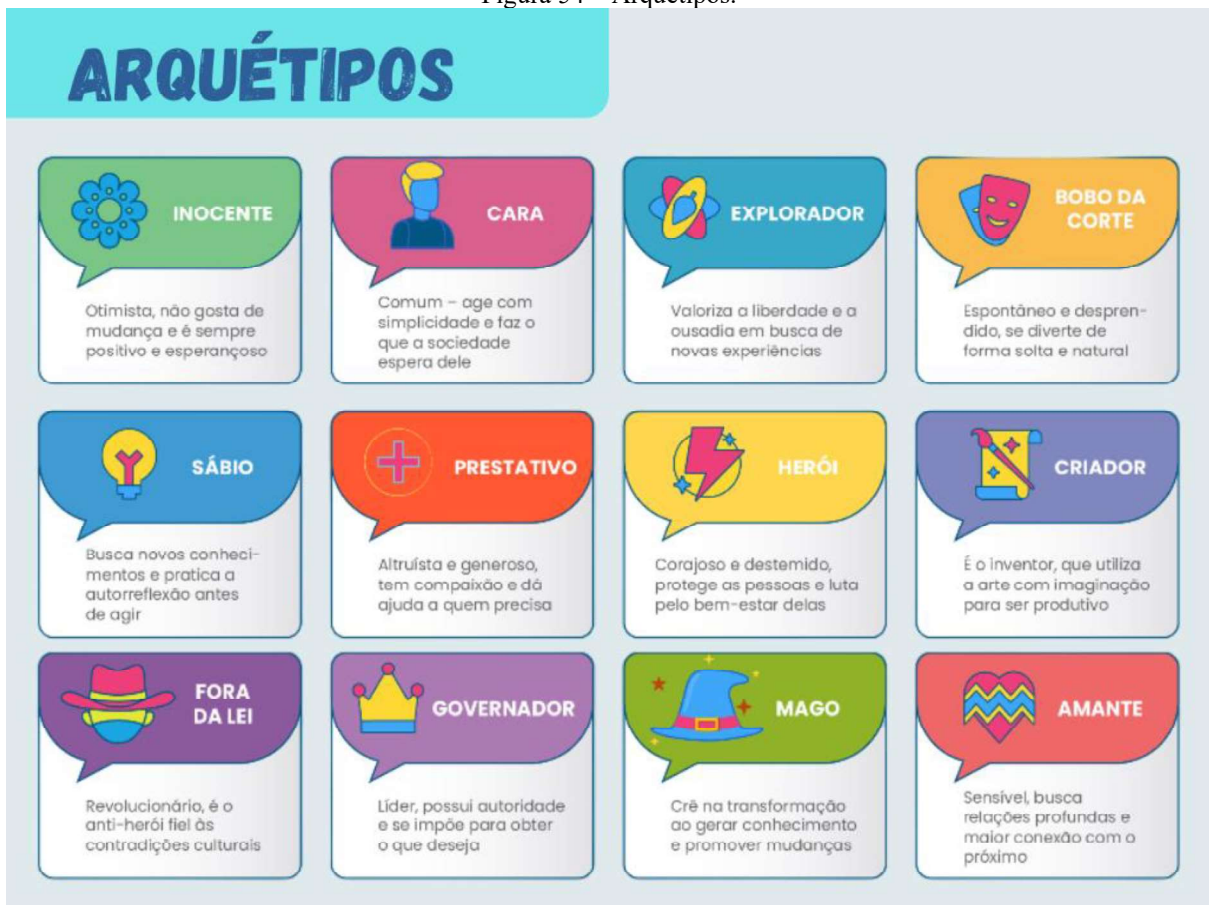 Figura 54 – Arquétipos.
ARQUÉTIPOS
INOCENTE
Otimista, não gosta de
mudança e é sempre
positivo e esperançoso
CARA
Comum – age com
simplicidade e faz o
que a sociedade
espera dele
EXPLORADOR
Valoriza a liberdade e a
ousadia em busca de
novas experiências
BOBO DA
CORTE
Espontâneo e despren-
dido, se diverte de
forma solta e natural
SÁBIO
Busca novos conheci-
mentos e pratica a
autorreflexão antes
de agir
PRESTATIVO
Altruísta e generoso,
tem compaixão e dá
ajuda a quem precisa
HERÓI
Corajoso e destemido,
protege as pessoas e luta
pelo bem-estar delas
CRIADOR
É o inventor, que utiliza
a arte com imaginação
para ser produtivo
FORA
DA LEI
Revolucionário, é o
anti-herói fiel às
contradições culturais
GOVERNADOR
Líder, possui autoridade
e se impõe para obter
o que deseja
MAGO
Crê na transformação
ao gerar conhecimento
e promover mudanças
AMANTE
Sensível, busca
relações profundas e
maior conexão com o
próximo